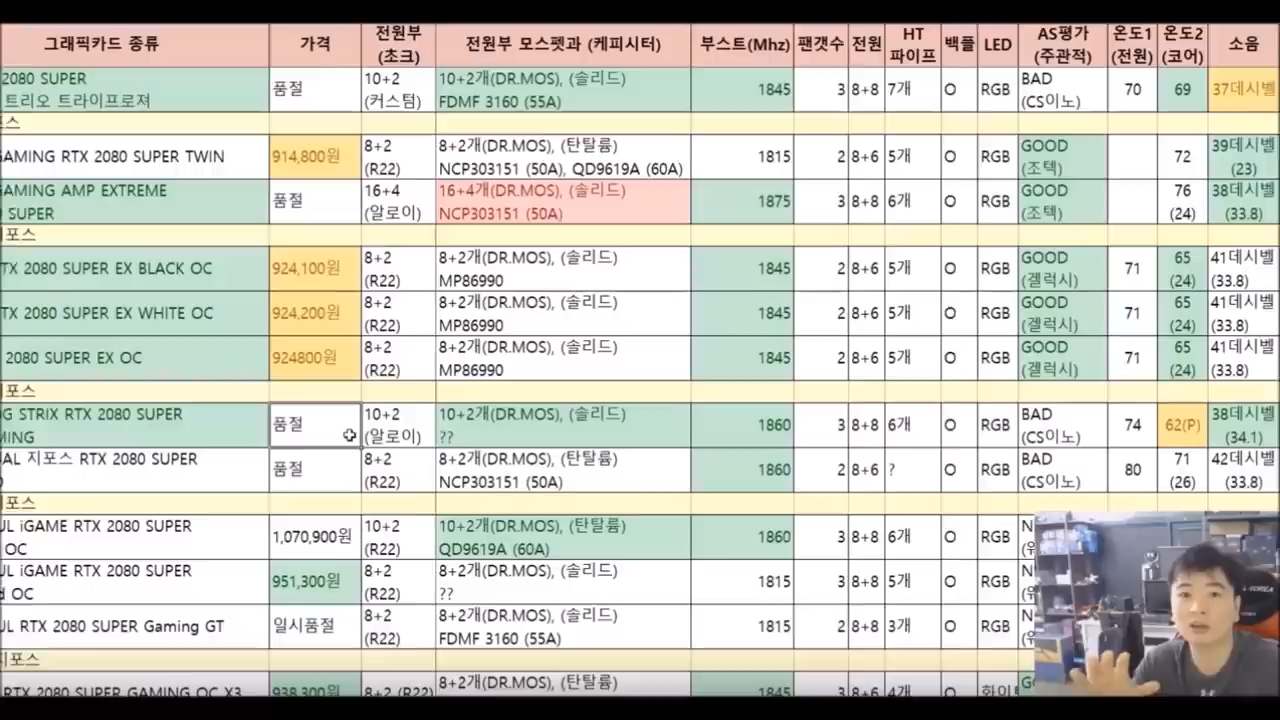 그래픽카드 종류 가격 전원부 (초크) 전원부 모스펫과 (케피시터) 부스트(Mhz) 팬갯수 전원 HT 파이프 백플 LED AS평가 (주관적) 온도1 (전원) 온도2 (코어) 소음
2080 SUPER 트리오 트라이프로져 품절 10+2 (커스텀) 10+2개(DR.MOS), (솔리드) FDMF 3160 (55A) 1845 3 8+8 7개 O RGB BAD (CS이노) 70 69 37데시벨
포스
GAMING RTX 2080 SUPER TWIN 914,800원 8+2 (R22) 8+2개(DR.MOS), (탄탈륨) NCP303151 (50A), QD9619A (60A) 1815 2 8+6 5개 O RGB GOOD (조텍) 72 39데시벨 (23)
GAMING AMP EXTREME SUPER 품절 16+4 (알로이) 16+4개(DR.MOS), (솔리드) NCP303151 (50A) 1875 3 8+8 6개 O RGB GOOD (조텍) 76 (24) 38데시벨 (33.8)
지포스
TX 2080 SUPER EX BLACK OC 924,100원 8+2 (R22) 8+2개(DR.MOS), (솔리드) MP86990 1845 2 8+6 5개 O RGB GOOD (겔럭시) 71 65 (24) 41데시벨 (33.8)
TX 2080 SUPER EX WHITE OC 924,200원 8+2 (R22) 8+2개(DR.MOS), (솔리드) MP86990 1845 2 8+6 5개 O RGB GOOD (겔럭시) 71 65 (24) 41데시벨 (33.8)
2080 SUPER EX OC 924800원 8+2 (R22) 8+2개(DR.MOS), (솔리드) MP86990 1845 2 8+6 5개 O RGB GOOD (겔럭시) 71 65 (24) 41데시벨 (33.8)
지포스
G STRIX RTX 2080 SUPER MING 품절 10+2 (알로이) 10+2개(DR.MOS), (솔리드) ?? 1860 3 8+8 6개 O RGB BAD (CS이노) 74 62(P) 38데시벨 (34.1)
AL 지포스 RTX 2080 SUPER 품절 8+2 (R22) 8+2개(DR.MOS), (탄탈륨) NCP303151 (50A) 1860 2 8+6 ? O RGB BAD (CS이노) 80 71 (26) 42데시벨 (33.8)
지포스
UL iGAME RTX 2080 SUPER OC 1,070,900원 10+2 (R22) 10+2개(DR.MOS), (탄탈륨) QD9619A (60A) 1860 3 8+8 6개 O RGB
UL iGAME RTX 2080 SUPER OC 951,300원 8+2 (R22) 8+2개(DR.MOS), (솔리드) ?? 1815 3 8+8 5개 O RGB
UL RTX 2080 SUPER Gaming GT 일시품절 8+2 (R22) 8+2개(DR.MOS), (솔리드) FDMF 3160 (55A) 1815 2 8+8 3개 O RGB
지포스
RTX 2080 SUPER GAMING OC X3 938,300원 8+2 (R22) 8+2개(DR.MOS), (탄탈륨) 1845 3 8+6 4개 O